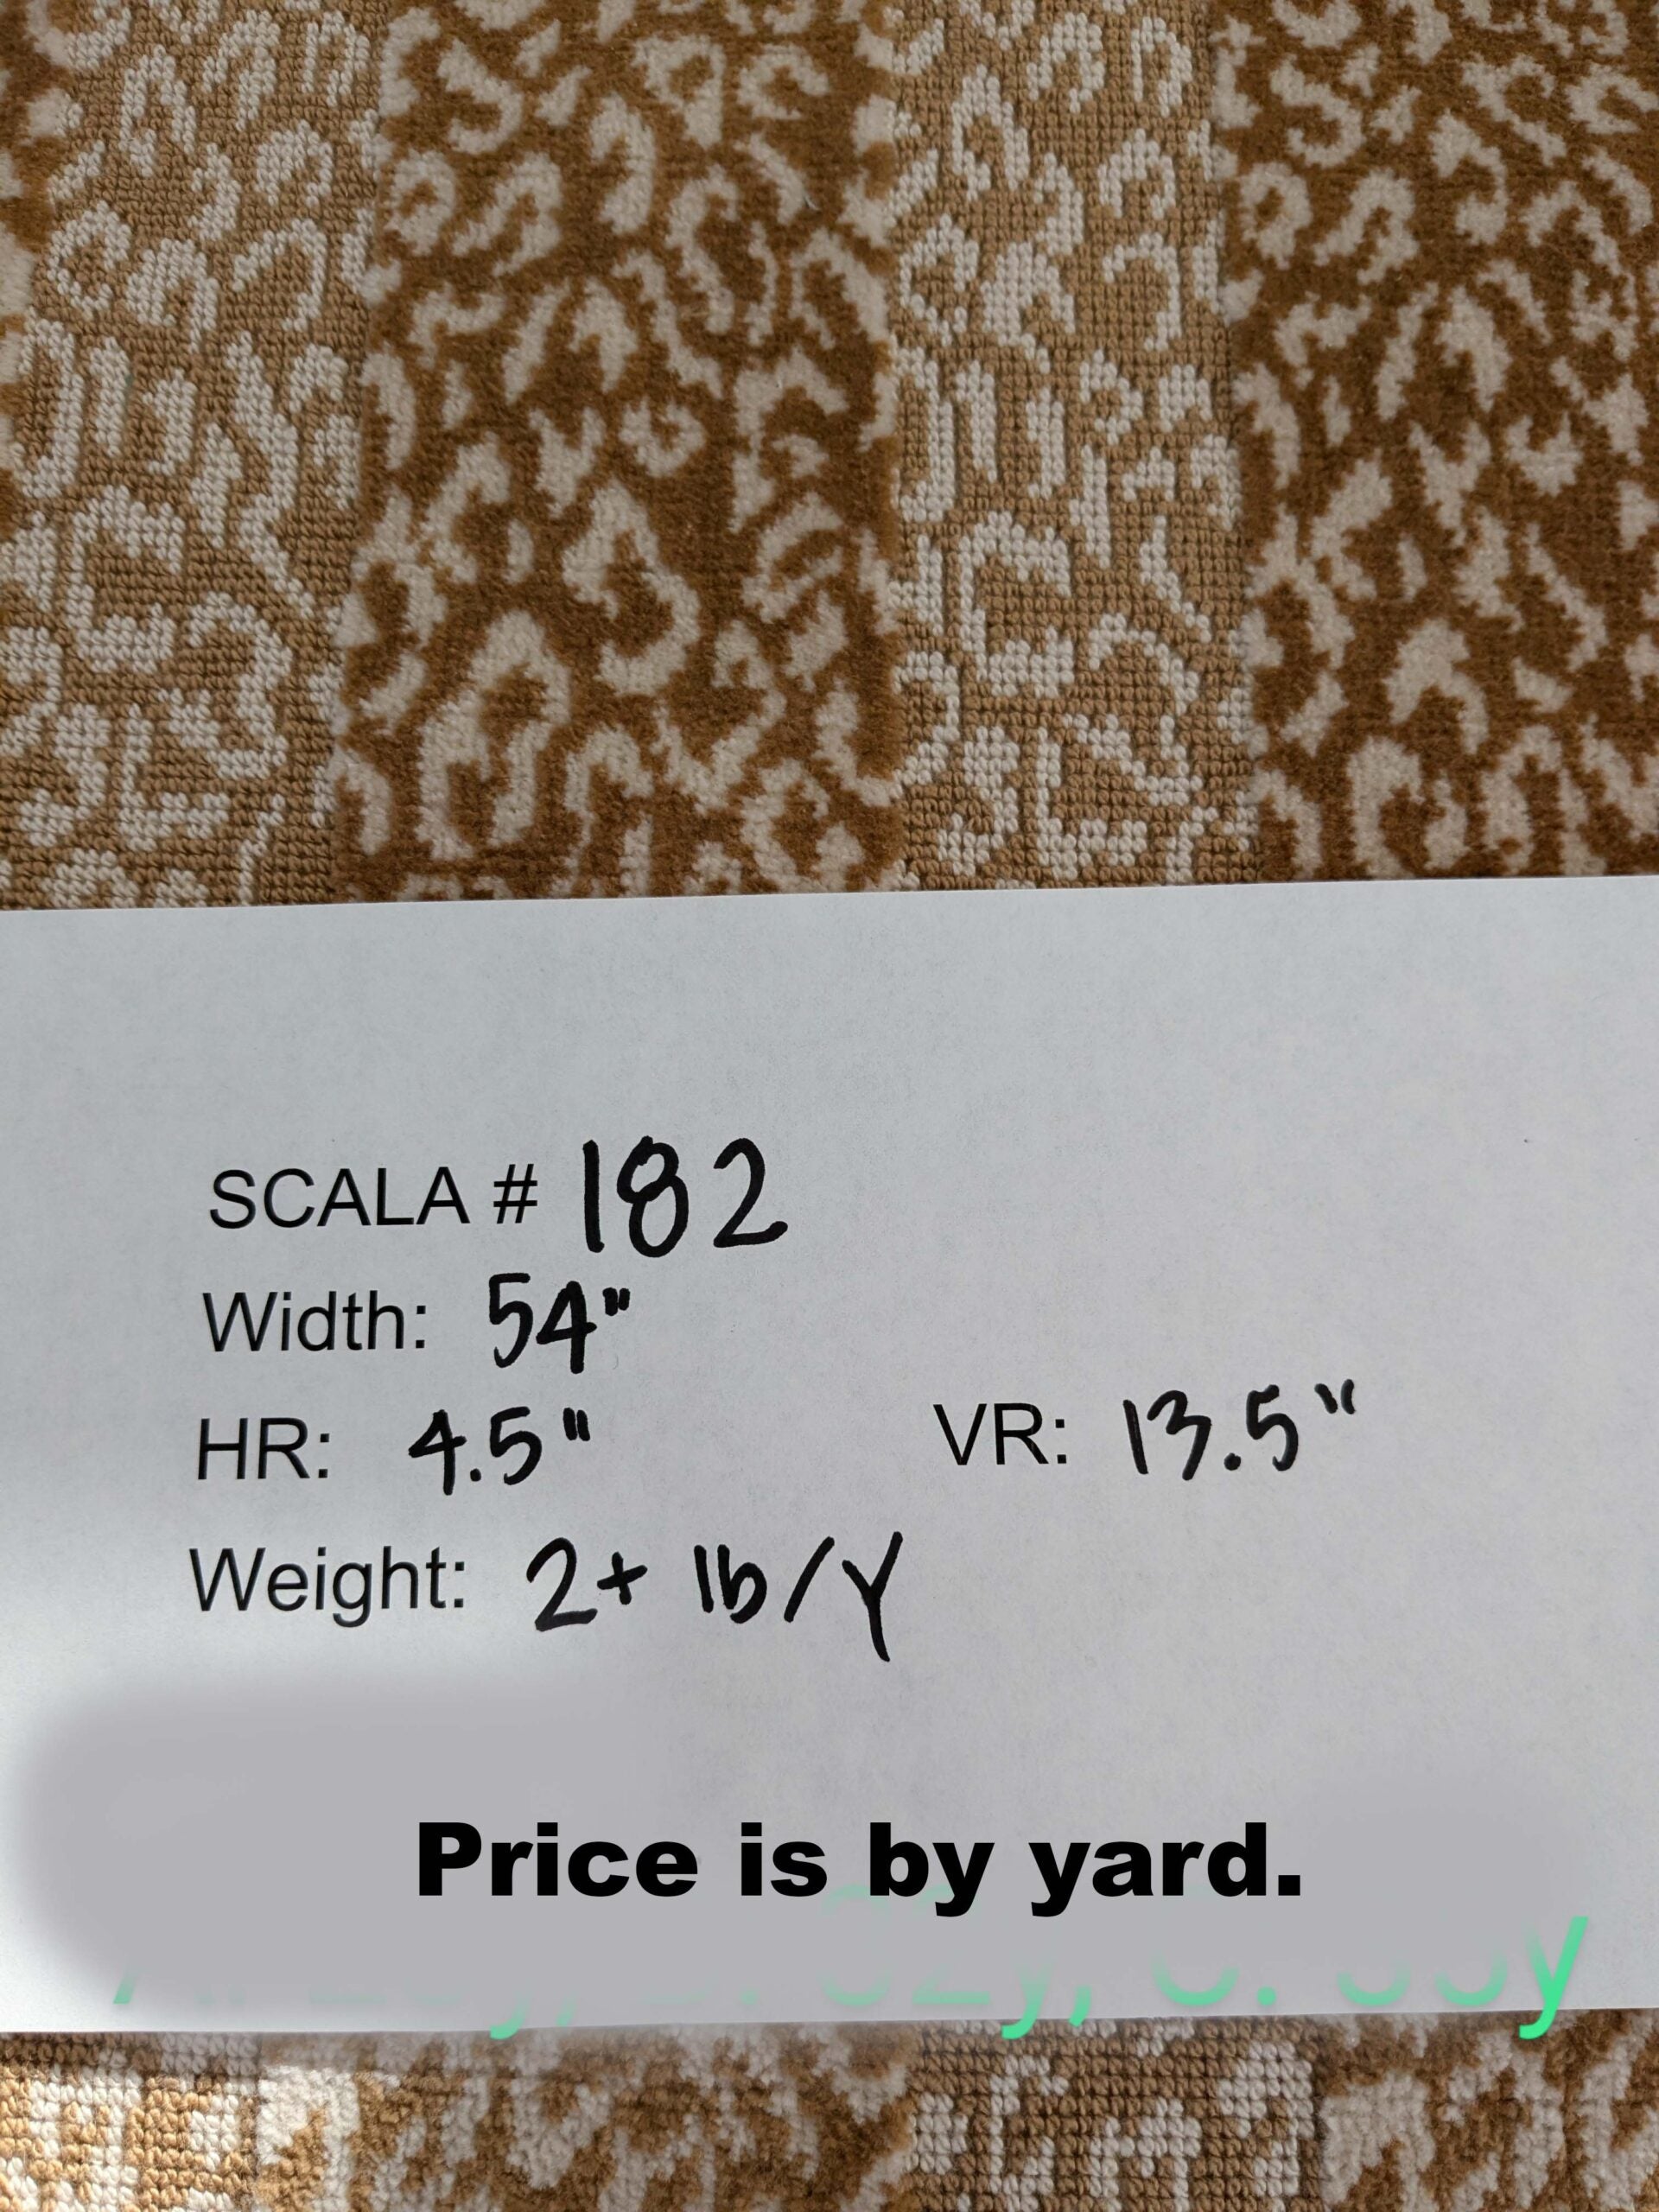 SCALA # 182
Width: 54"
HR: 4.5" VR: 13.5"
Weight: 2+ lb/Y
Price is by yard.